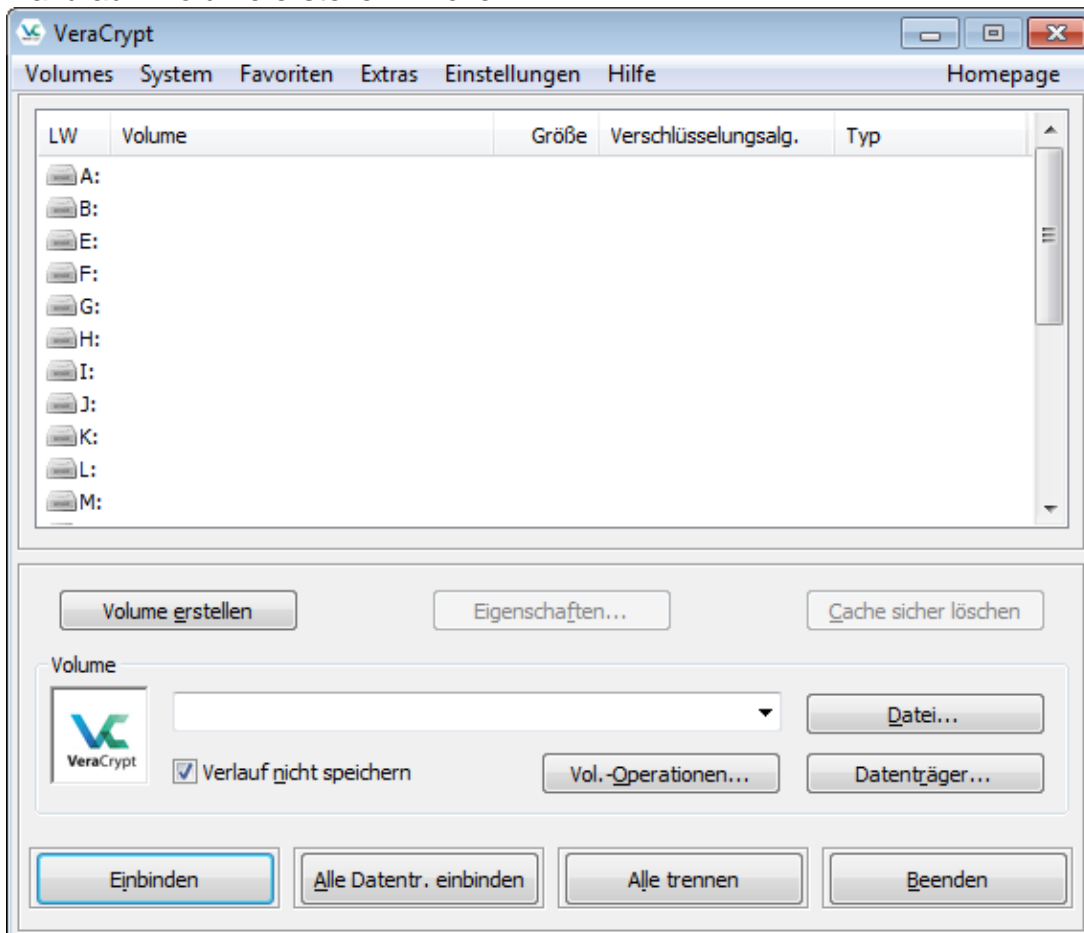 VeraCrypt
Volumes System Favoriten Extras Einstellungen Hilfe Homepage
LW Volume Größe Verschlüsselungsalg. Typ
A:
B:
E:
F:
G:
H:
I:
J:
K:
L:
M:
Volume erstellen Eigenschaften... Cache sicher löschen
Volume
Datei...
VeraCrypt
Verlauf nicht speichern Vol.-Operationen... Datenträger...
Einbinden Alle Datentr. einbinden Alle trennen Beenden